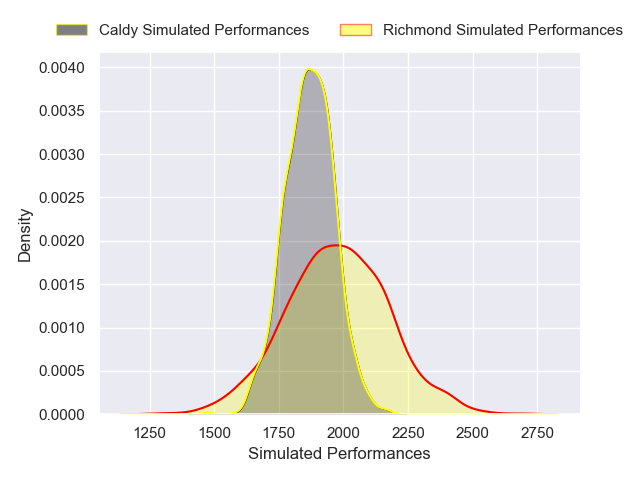 Caldy Simulated Performances
Richmond Simulated Performances
0.0040
0.0035
0.0030
0.0025
0.0020
0.0015
0.0010
0.0005
0.0000
Density
1250 1500 1750 2000 2250 2500 2750
Simulated Performances